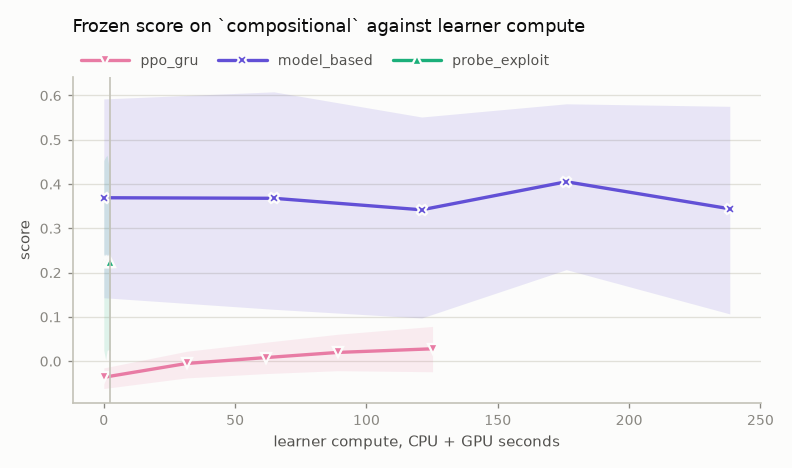 Frozen score on `compositional` against learner compute
ppo_gru model_based probe_exploit
0.6
0.5
0.4
0.3
0.2
0.1
0.0
score
0 50 100 150 200 250
learner compute, CPU + GPU seconds